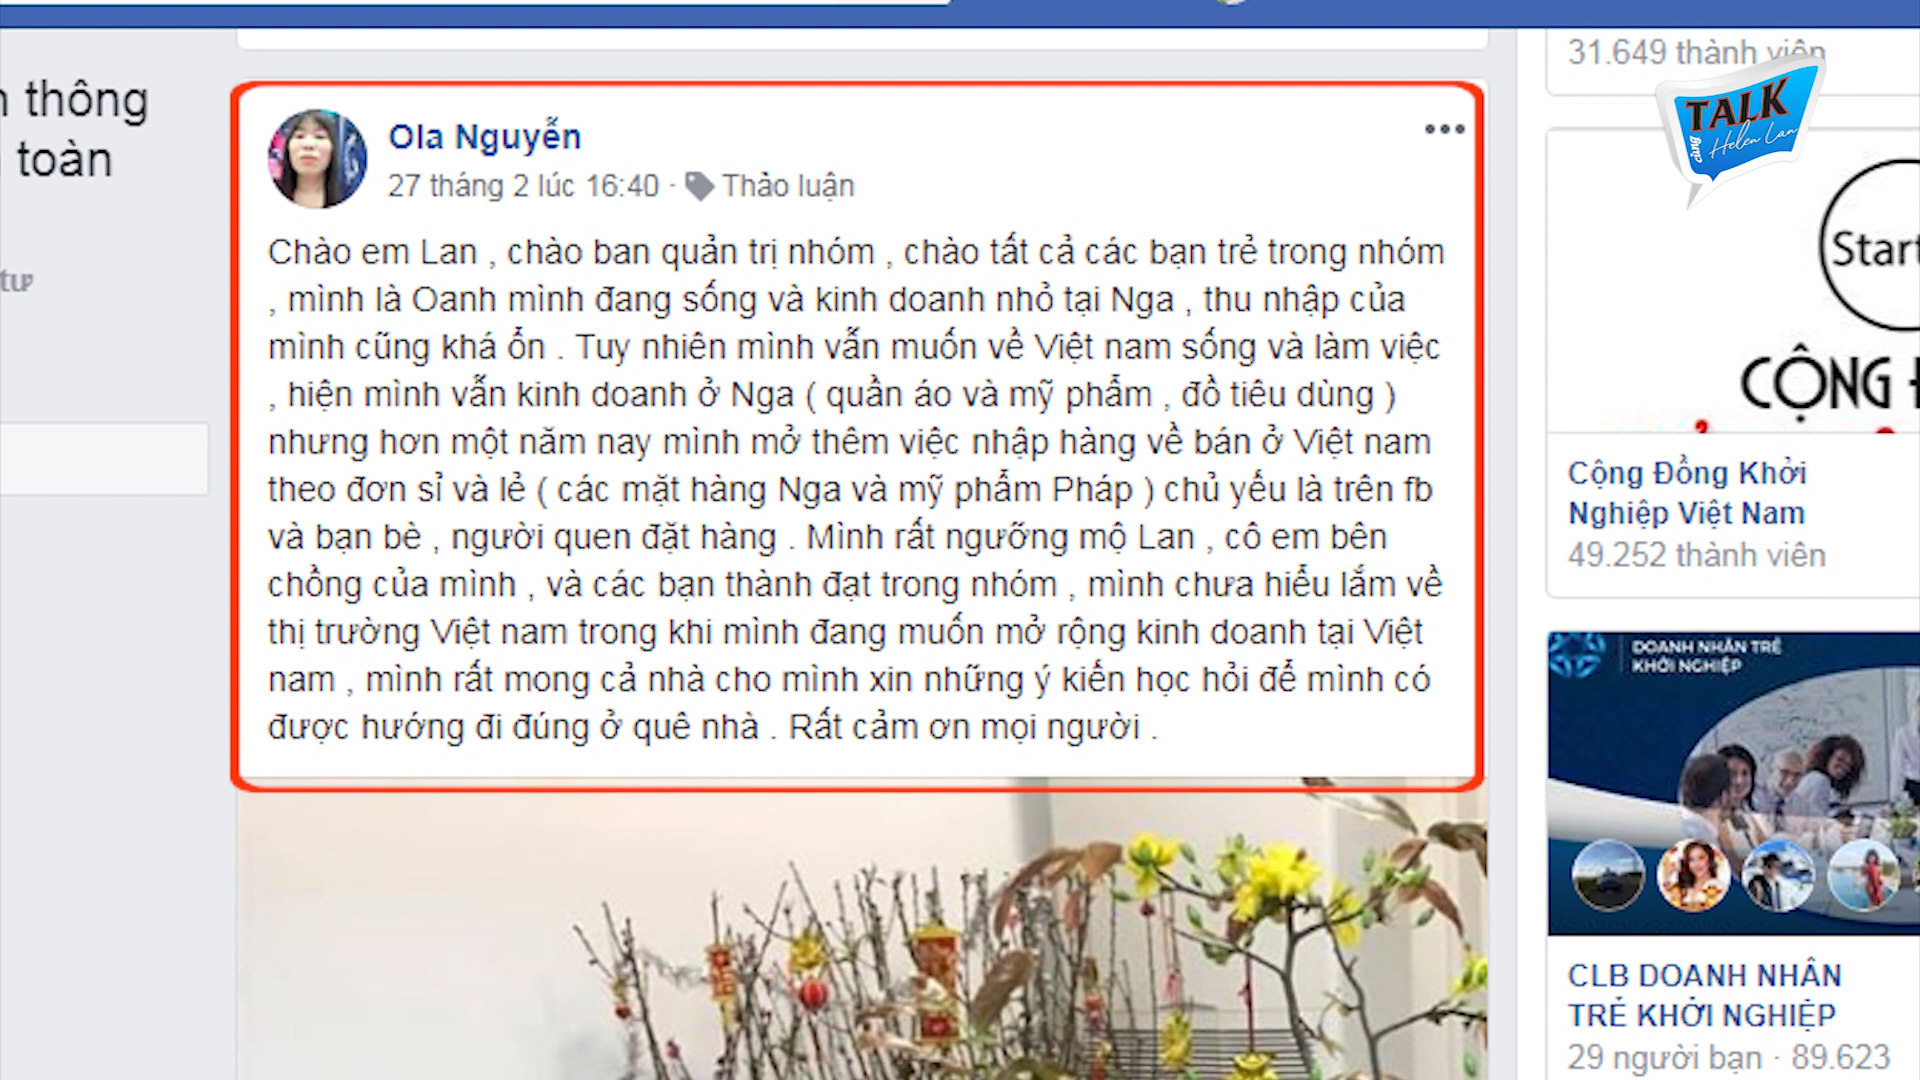 thông
toàn
tư
Ola Nguyễn
27 tháng 2 lúc 16:40 · Thảo luận
Chào em Lan , chào ban quản trị nhóm , chào tất cả các bạn trẻ trong nhóm
, mình là Oanh mình đang sống và kinh doanh nhỏ tại Nga , thu nhập của
mình cũng khá ổn . Tuy nhiên mình vẫn muốn về Việt nam sống và làm việc
, hiện mình vẫn kinh doanh ở Nga ( quần áo và mỹ phẩm , đồ tiêu dùng )
nhưng hơn một năm nay mình mở thêm việc nhập hàng về bán ở Việt nam
theo đơn sỉ và lẻ ( các mặt hàng Nga và mỹ phẩm Pháp ) chủ yếu là trên fb
và bạn bè , người quen đặt hàng . Mình rất ngưỡng mộ Lan , cô em bên
chồng của mình , và các bạn thành đạt trong nhóm , mình chưa hiểu lắm về
thị trường Việt nam trong khi mình đang muốn mở rộng kinh doanh tại Việt
nam , mình rất mong cả nhà cho mình xin những ý kiến học hỏi để mình có
được hướng đi đúng ở quê nhà . Rất cảm ơn mọi người .
31.649 thành viên
TALK
cùng Helen Lan
Start
CỘNG
Cộng Đồng Khởi
Nghiệp Việt Nam
49.252 thành viên
DOANH NHÂN TRẺ
KHỞI NGHIỆP
CLB DOANH NHÂN
TRẺ KHỞI NGHIỆP
29 người bạn · 89.623